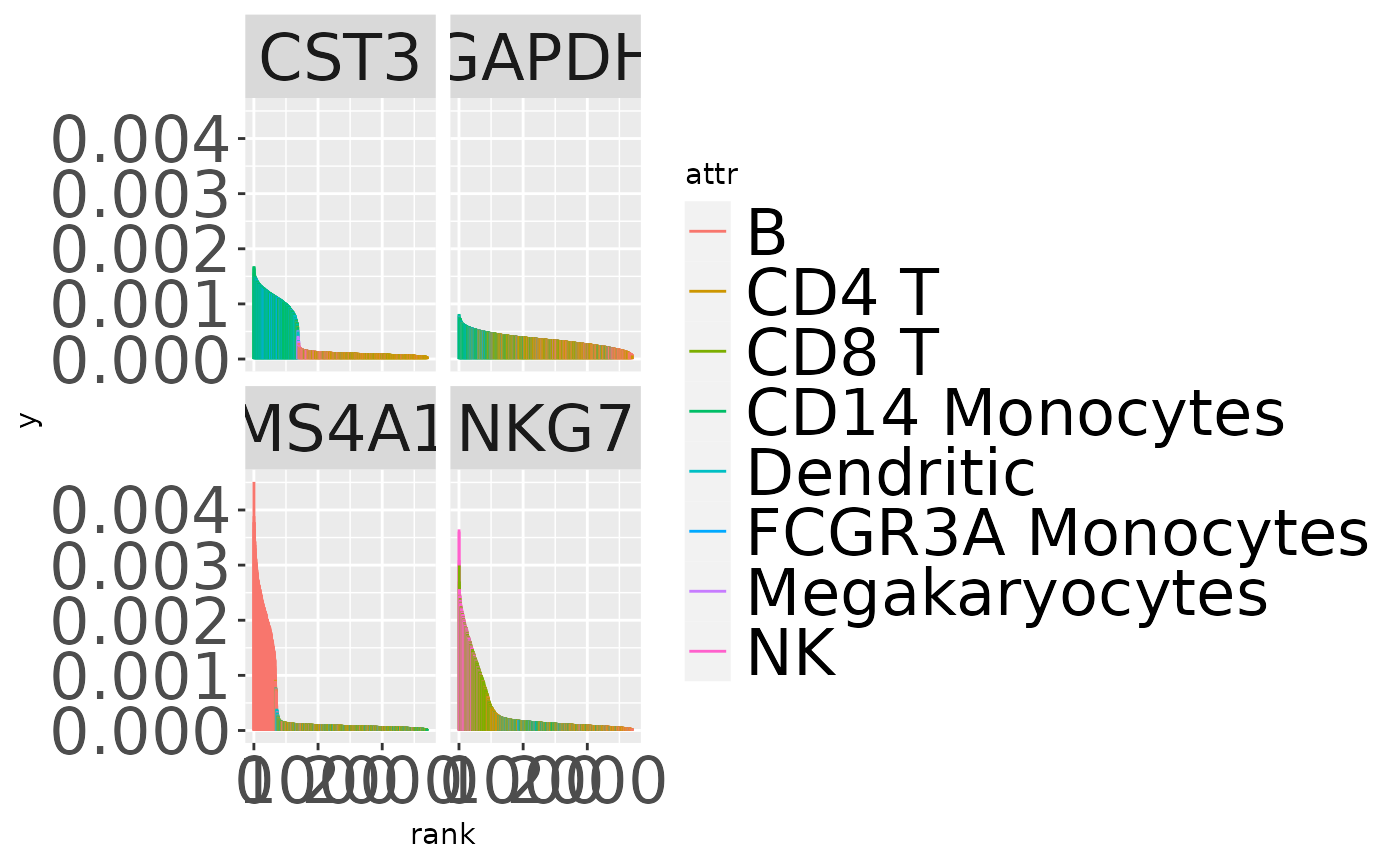 CST3 GAPDH
0.004
0.003
0.002
0.001
0.000
MS4A1 NKG7
0.004
0.003
0.002
0.001
0.000
y
rank
attr
B
CD4 T
CD8 T
CD14 Monocytes
Dendritic
FCGR3A Monocytes
Megakaryocytes
NK